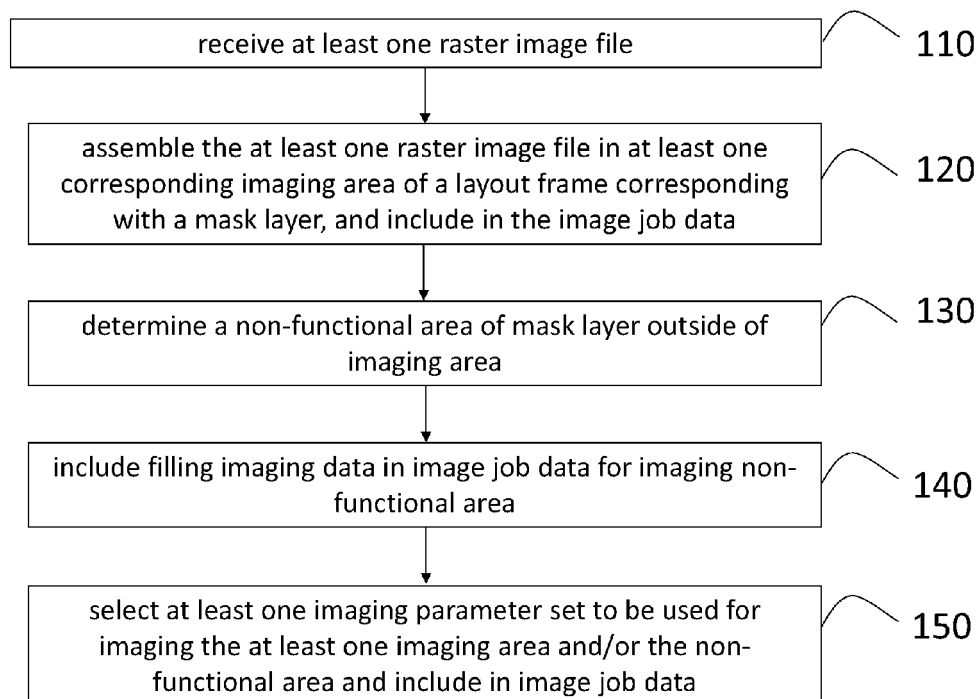 receive at least one raster image file
110
assemble the at least one raster image file in at least one
corresponding imaging area of a layout frame corresponding
with a mask layer, and include in the image job data
120
determine a non-functional area of mask layer outside of
imaging area
130
include filling imaging data in image job data for imaging non-
functional area
140
select at least one imaging parameter set to be used for
imaging the at least one imaging area and/or the non-
functional area and include in image job data
150